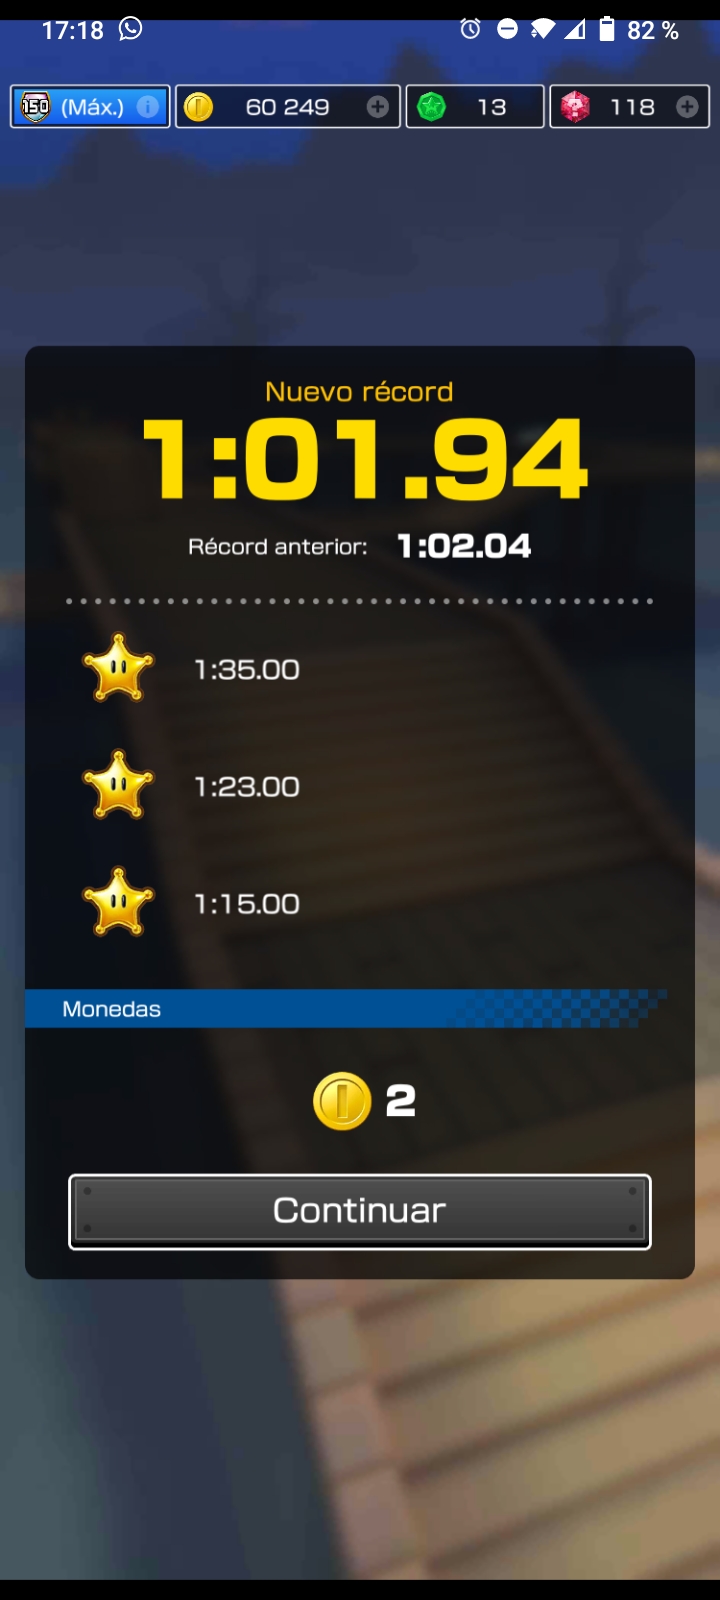 17:18 82 %
150 (Máx.) 60 249 13 118
Nuevo récord
1:01.94
Récord anterior: 1:02.04
1:35.00
1:23.00
1:15.00
Monedas
2
Continuar